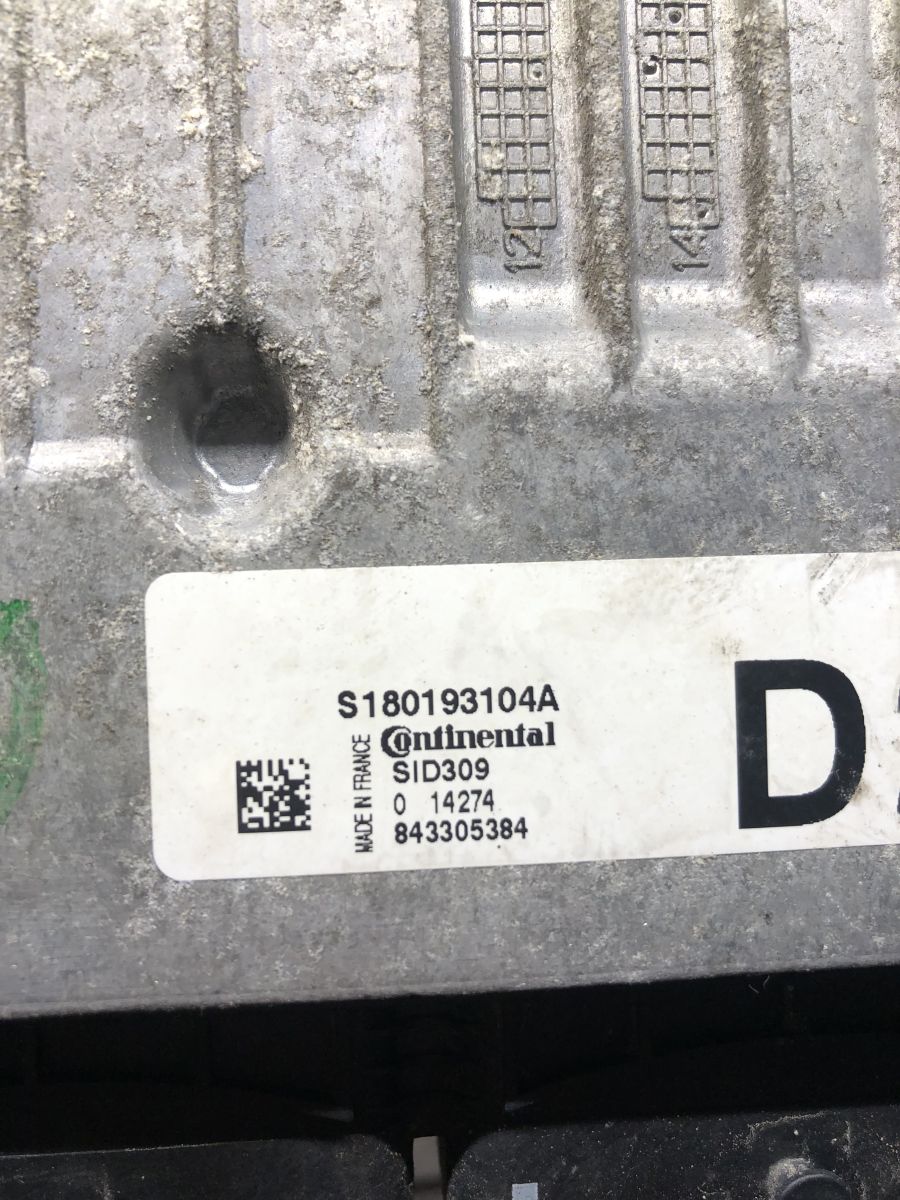 12
14
S180193104A
MADE IN FRANCE
Continental
SID309
0 14274
843305384
D